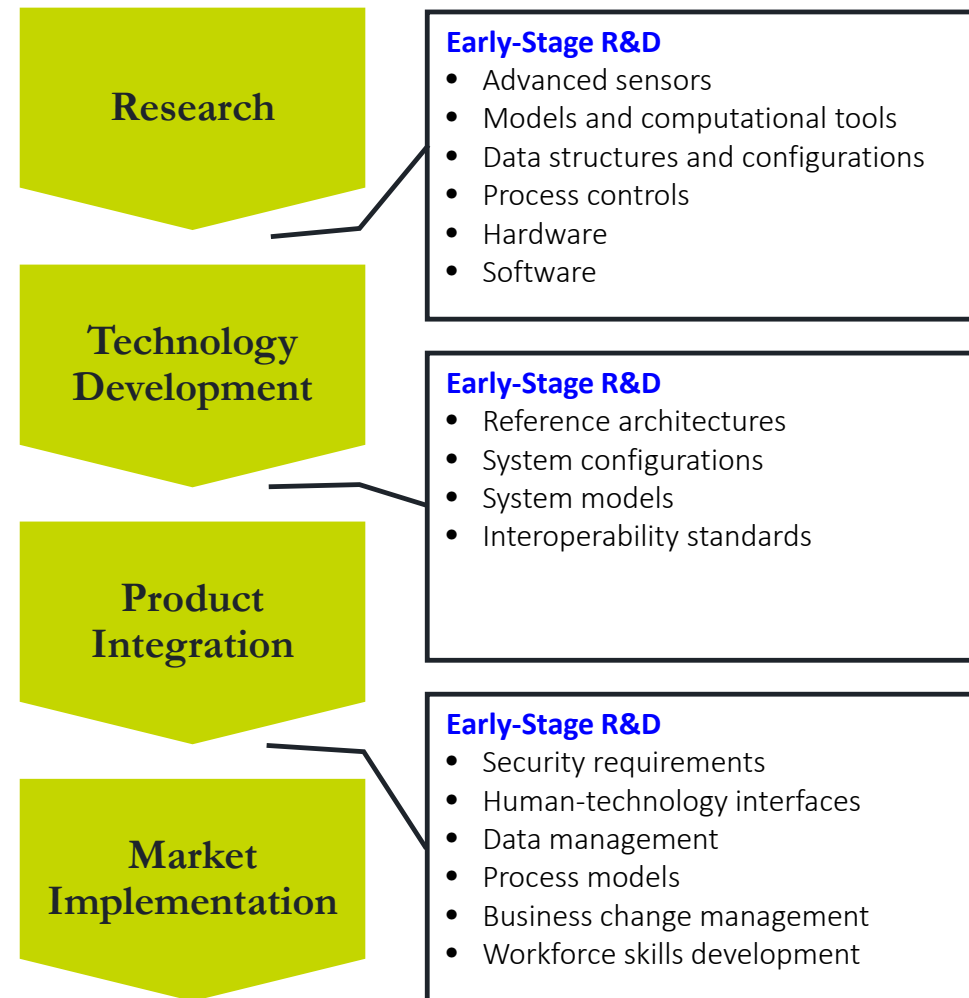 Research
Early-Stage R&D
• Advanced sensors
• Models and computational tools
• Data structures and configurations
• Process controls
• Hardware
• Software
Technology
Development
Early-Stage R&D
• Reference architectures
• System configurations
• System models
• Interoperability standards
Product
Integration
Early-Stage R&D
• Security requirements
• Human-technology interfaces
• Data management
• Process models
• Business change management
• Workforce skills development
Market
Implementation